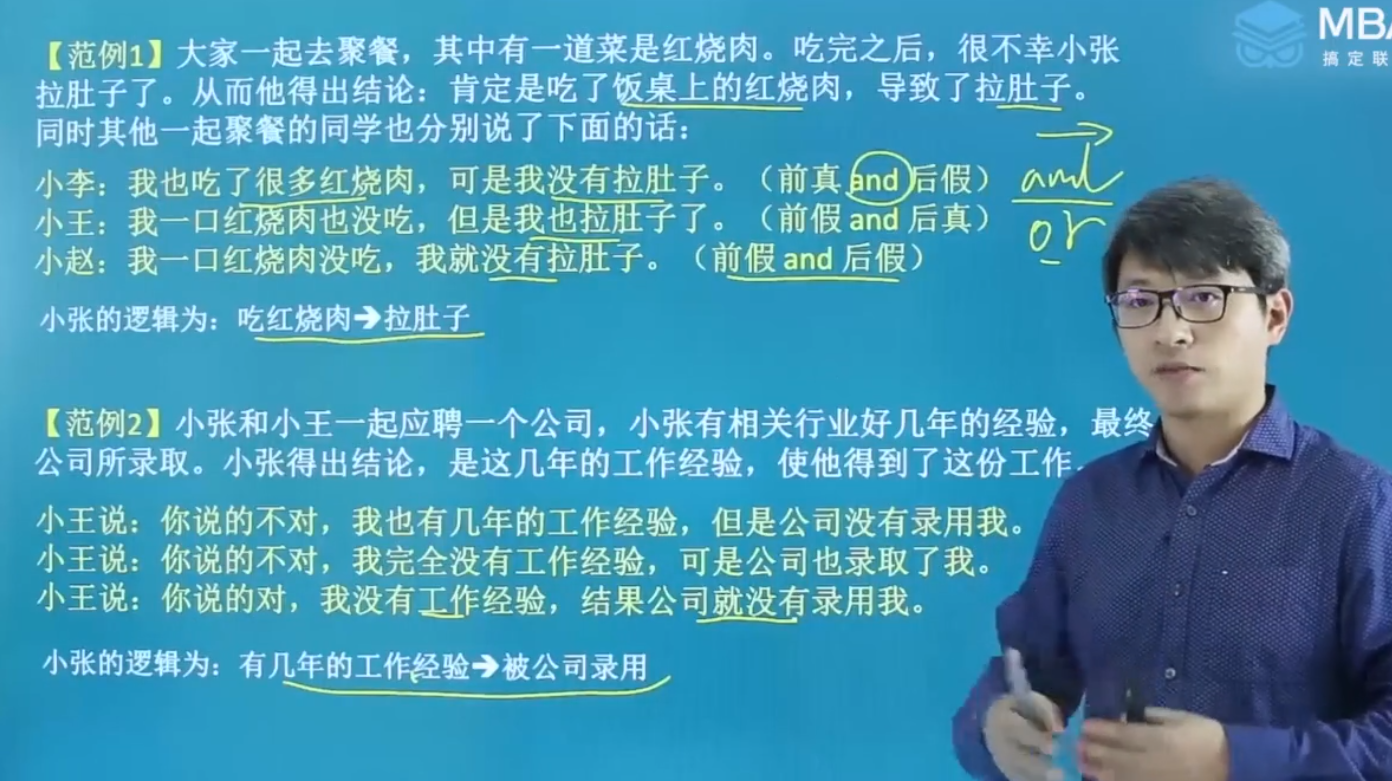 MBA
搞定联
【范例1】大家一起去聚餐，其中有一道菜是红烧肉。吃完之后，很不幸小张
拉肚子了。从而他得出结论：肯定是吃了饭桌上的红烧肉，导致了拉肚子。
同时其他一起聚餐的同学也分别说了下面的话：
小李：我也吃了很多红烧肉，可是我没有拉肚子。（前真 and 后假）
and
小王：我一口红烧肉也没吃，但是我也拉肚子了。（前假 and 后真）
or
小赵：我一口红烧肉没吃，我就没有拉肚子。（前假 and 后假）
小张的逻辑为：吃红烧肉➔拉肚子
【范例2】小张和小王一起应聘一个公司，小张有相关行业好几年的经验，最终
公司所录取。小张得出结论，是这几年的工作经验，使他得到了这份工作。
小王说：你说的不对，我也有几年的工作经验，但是公司没有录用我。
小王说：你说的不对，我完全没有工作经验，可是公司也录取了我。
小王说：你说的对，我没有工作经验，结果公司就没有录用我。
小张的逻辑为：有几年的工作经验➔被公司录用